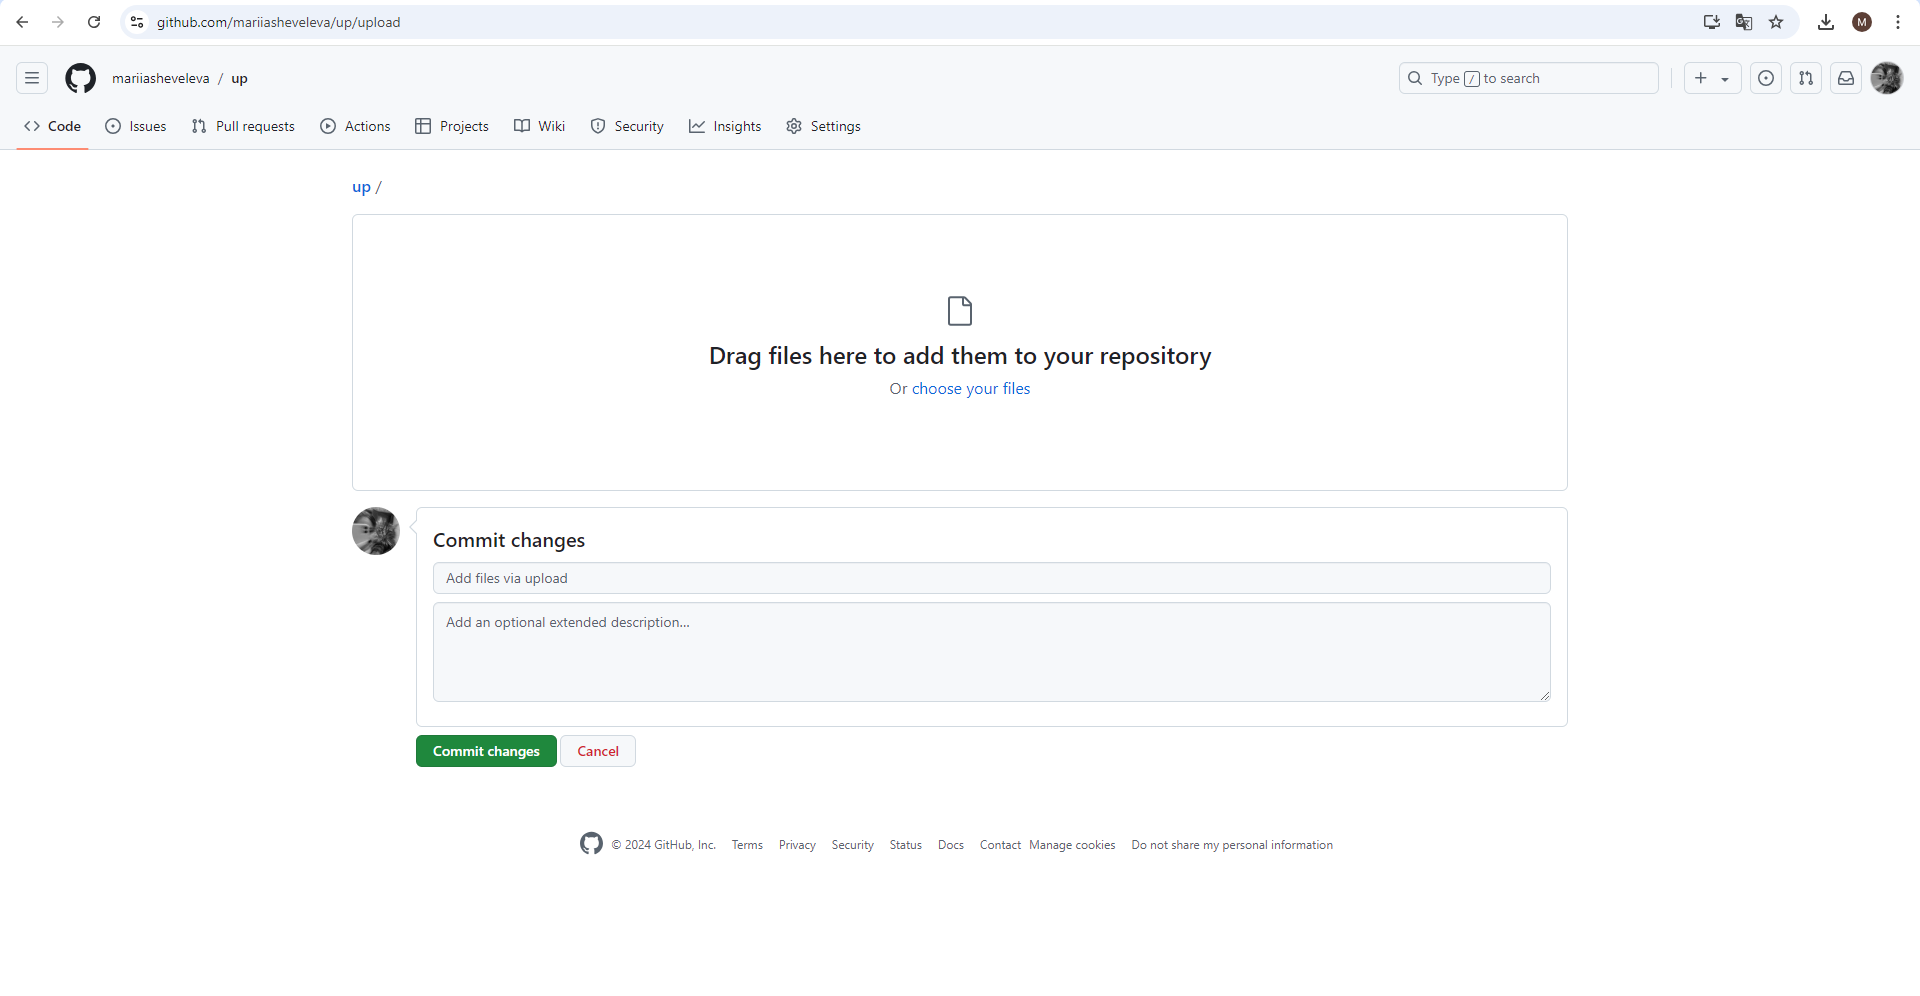 github.com/mariiasheveleva/up/upload
M
mariiasheveleva / up
Type / to search
Code Issues Pull requests Actions Projects Wiki Security Insights Settings
up /
Drag files here to add them to your repository
Or choose your files
Commit changes
Add files via upload
Add an optional extended description...
Commit changes Cancel
© 2024 GitHub, Inc. Terms Privacy Security Status Docs Contact Manage cookies Do not share my personal information